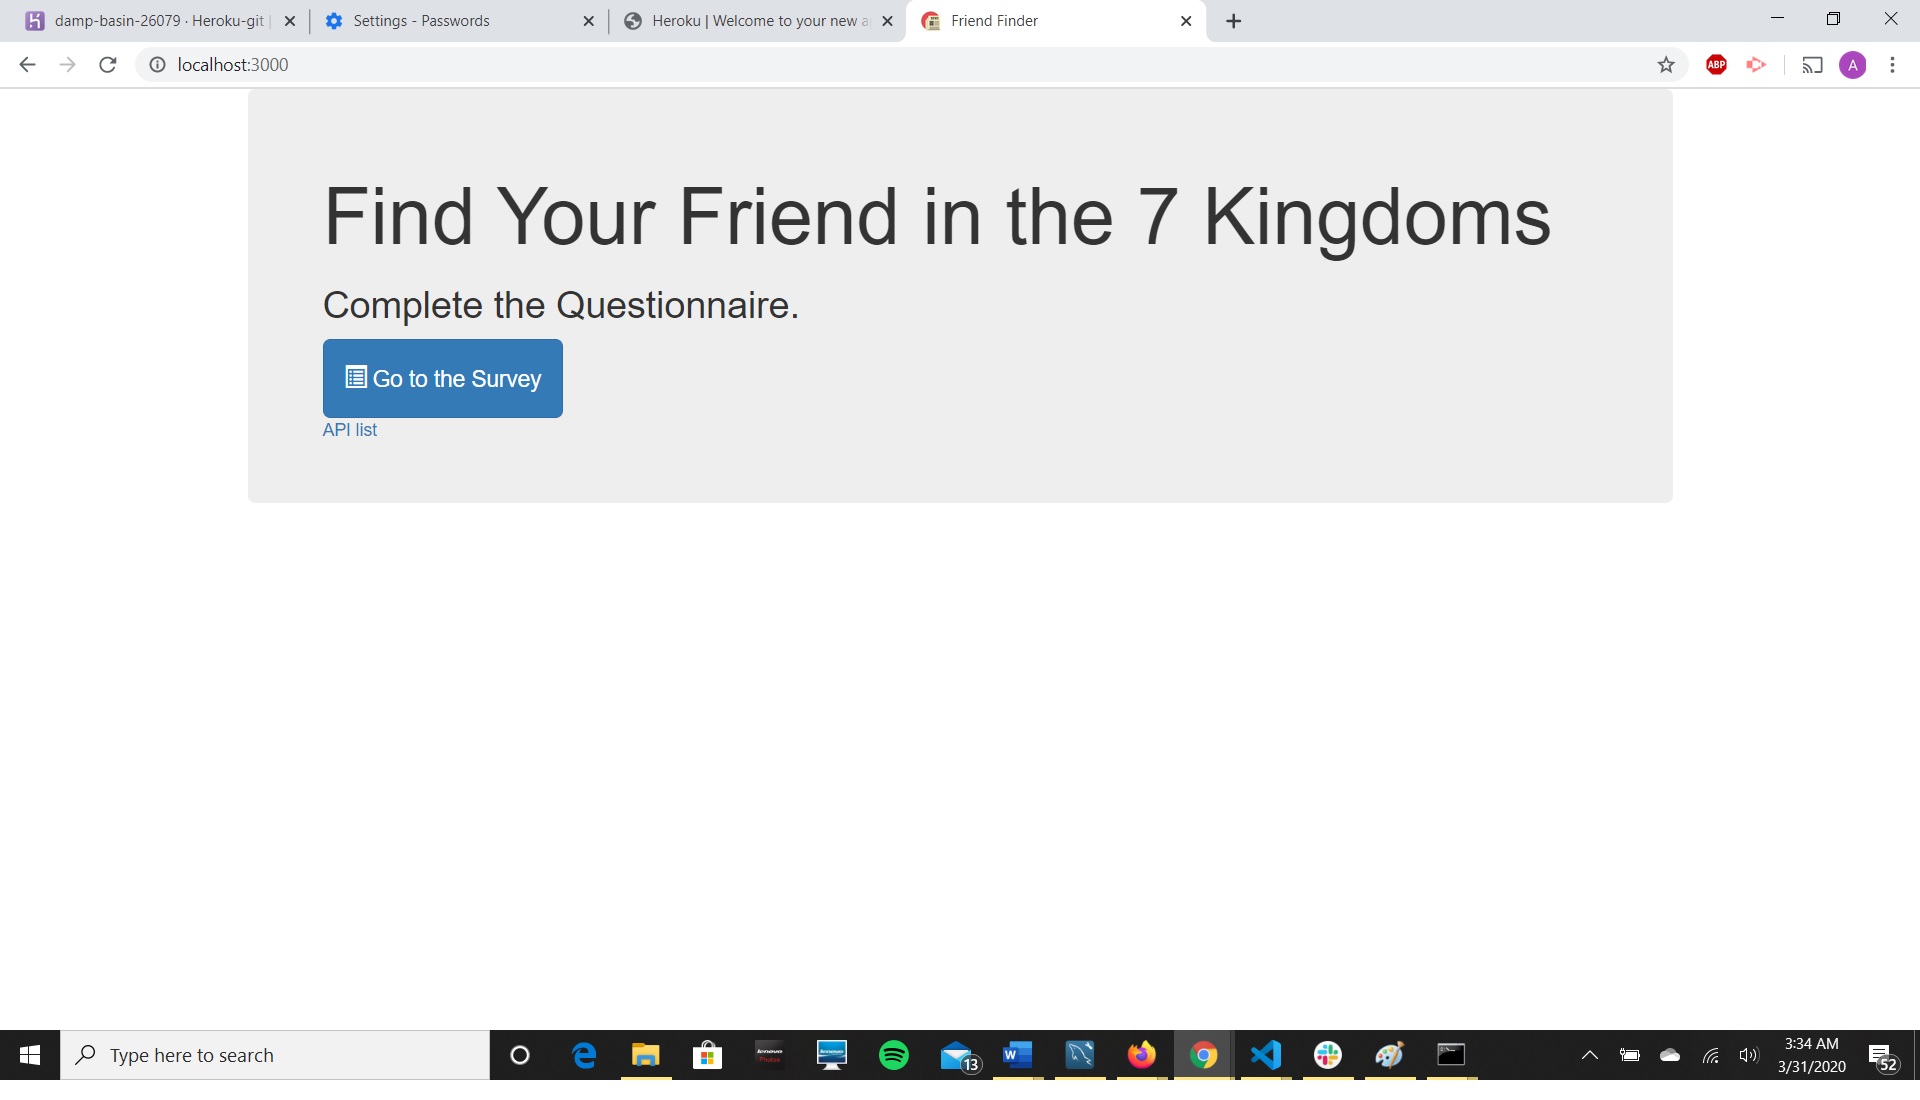 damp-basin-26079 · Heroku-git |
Settings - Passwords
Heroku | Welcome to your new a
Friend Finder
localhost:3000
ABP
A
Find Your Friend in the 7 Kingdoms
Complete the Questionnaire.
Go to the Survey
API list
Type here to search
13
3:34 AM
3/31/2020
52